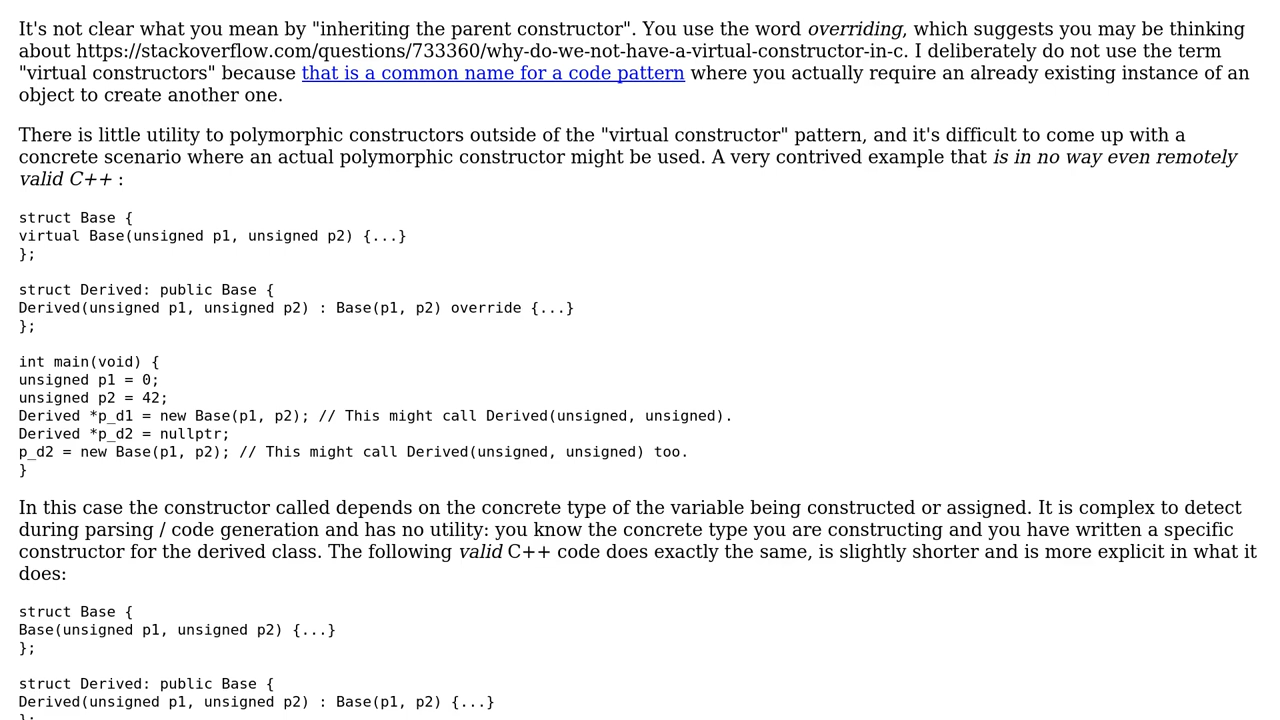 It's not clear what you mean by "inheriting the parent constructor". You use the word overriding, which suggests you may be thinking
about https://stackoverflow.com/questions/733360/why-do-we-not-have-a-virtual-constructor-in-c. I deliberately do not use the term
"virtual constructors" because that is a common name for a code pattern where you actually require an already existing instance of an
object to create another one.
There is little utility to polymorphic constructors outside of the "virtual constructor" pattern, and it's difficult to come up with a
concrete scenario where an actual polymorphic constructor might be used. A very contrived example that is in no way even remotely
valid C++ :
struct Base {
virtual Base(unsigned p1, unsigned p2) {...}
};
struct Derived: public Base {
Derived(unsigned p1, unsigned p2) : Base(p1, p2) override {...}
};
int main(void) {
unsigned p1 = 0;
unsigned p2 = 42;
Derived *p_d1 = new Base(p1, p2); // This might call Derived(unsigned, unsigned).
Derived *p_d2 = nullptr;
p_d2 = new Base(p1, p2); // This might call Derived(unsigned, unsigned) too.
}
In this case the constructor called depends on the concrete type of the variable being constructed or assigned. It is complex to detect
during parsing / code generation and has no utility: you know the concrete type you are constructing and you have written a specific
constructor for the derived class. The following valid C++ code does exactly the same, is slightly shorter and is more explicit in what it
does:
struct Base {
Base(unsigned p1, unsigned p2) {...}
};
struct Derived: public Base {
Derived(unsigned p1, unsigned p2) : Base(p1, p2) {...}
};